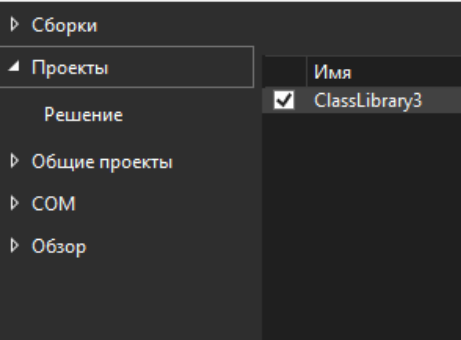 Сборки
Проекты
Имя
ClassLibrary3
Решение
Общие проекты
COM
Обзор